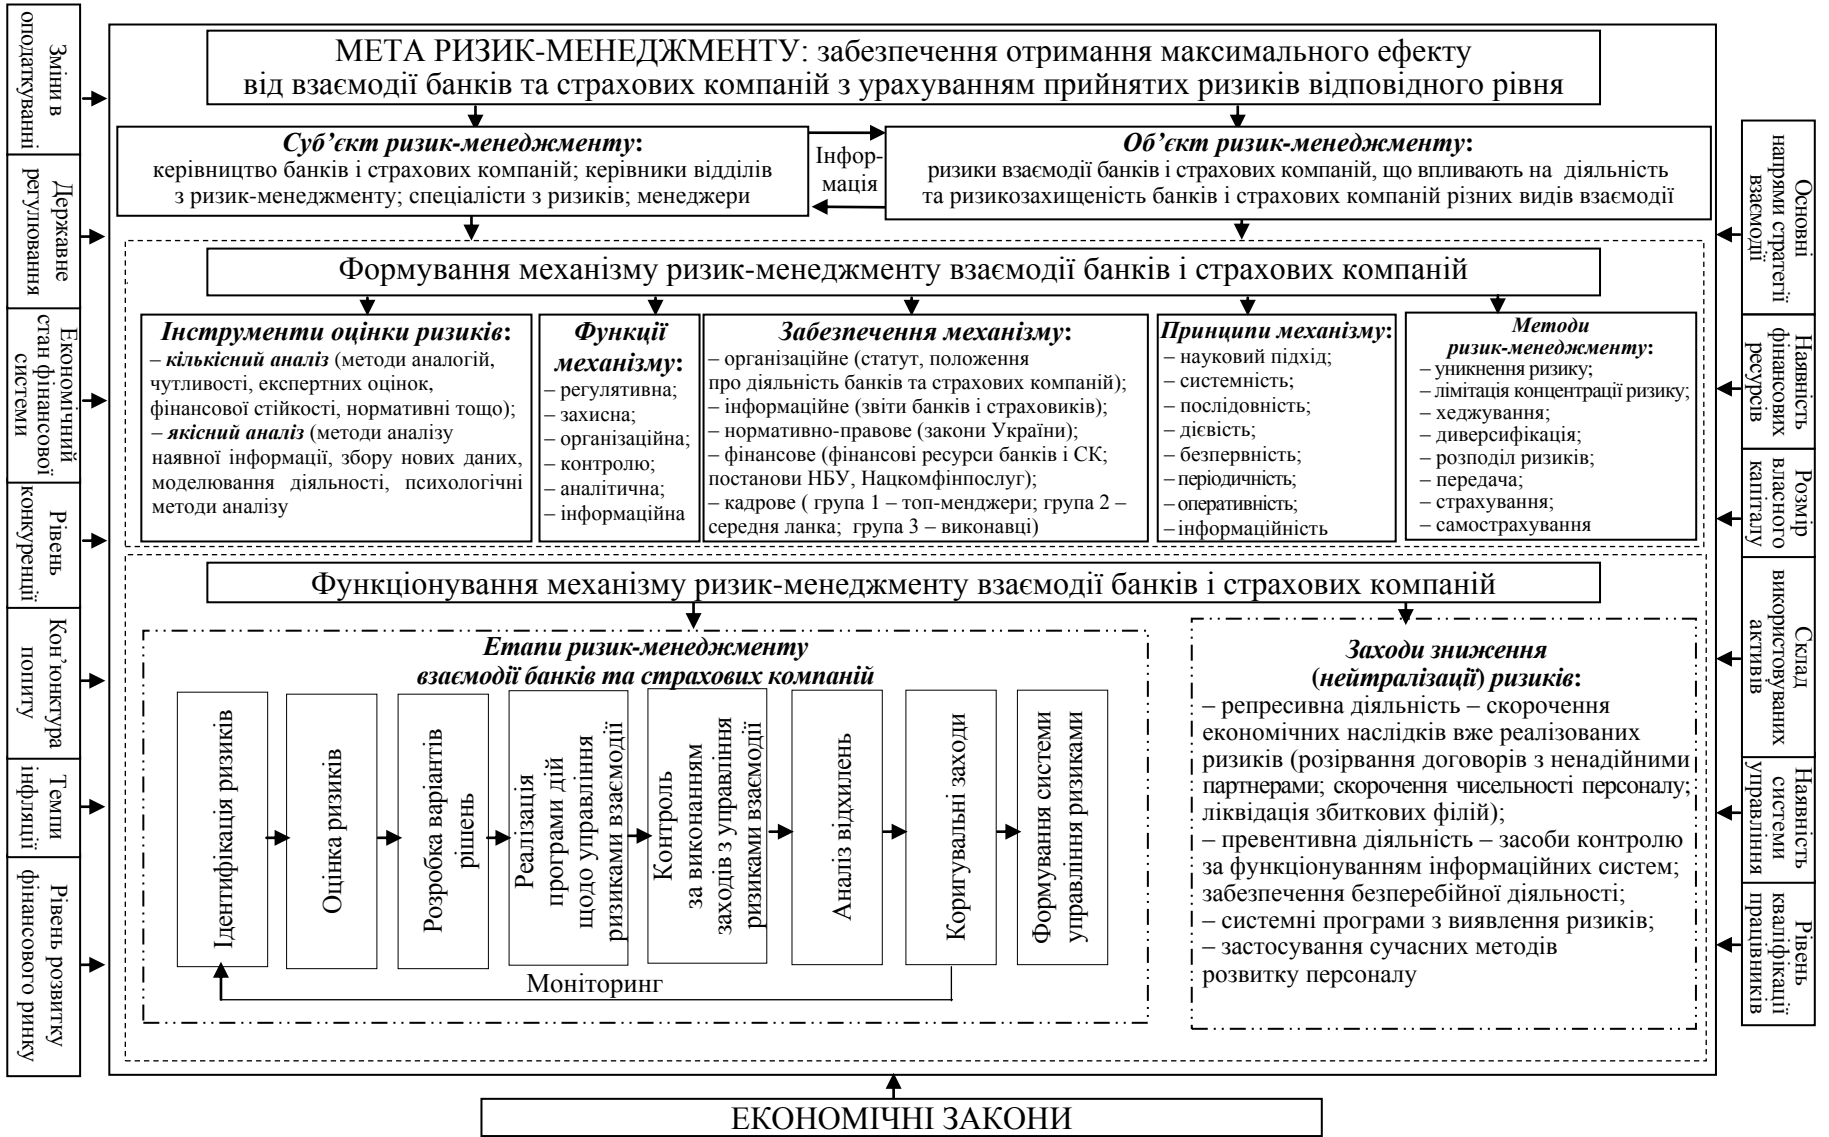 Зміни в
оподаткуванні
Державне
регулювання
Економічний
стан фінансової
системи
Рівень
конкуренції
Кон’юнктура
попиту
Темпи
інфляції
Рівень розвитку
фінансового ринку
МЕТА РИЗИК-МЕНЕДЖМЕНТУ: забезпечення отримання максимального ефекту
від взаємодії банків та страхових компаній з урахуванням прийнятих ризиків відповідного рівня
Суб’єкт ризик-менеджменту:
керівництво банків і страхових компаній; керівники відділів
з ризик-менеджменту; спеціалісти з ризиків; менеджери
Інфор-
мація
Об’єкт ризик-менеджменту:
ризики взаємодії банків і страхових компаній, що впливають на діяльність
та ризикозахищеність банків і страхових компаній різних видів взаємодії
Формування механізму ризик-менеджменту взаємодії банків і страхових компаній
Інструменти оцінки ризиків:
– кількісний аналіз (методи аналогій,
чутливості, експертних оцінок,
фінансової стійкості, нормативні тощо);
– якісний аналіз (методи аналізу
наявної інформації, збору нових даних,
моделювання діяльності, психологічні
методи аналізу
Функції
механізму:
– регулятивна;
– захисна;
– організаційна;
– контролю;
– аналітична;
– інформаційна
Забезпечення механізму:
– організаційне (статут, положення
про діяльність банків та страхових компаній);
– інформаційне (звіти банків і страховиків);
– нормативно-правове (закони України);
– фінансове (фінансові ресурси банків і СК;
постанови НБУ, Нацкомфінпослуг);
– кадрове ( група 1 – топ-менджери; група 2 –
середня ланка; група 3 – виконавці)
Принципи механізму:
– науковий підхід;
– системність;
– послідовність;
– дієвість;
– безпервність;
– періодичність;
– оперативність;
– інформаційність
Методи
ризик-менеджменту:
– уникнення ризику;
– лімітація концентрації ризику;
– хеджування;
– диверсифікація;
– розподіл ризиків;
– передача;
– страхування;
– самострахування
Функціонування механізму ризик-менеджменту взаємодії банків і страхових компаній
Етапи ризик-менеджменту
взаємодії банків та страхових компаній
Ідентифікація ризиків
Оцінка ризиків
Розробка варіантів
рішень
Реалізація
програми дій
щодо управління
ризиками взаємодії
Контроль
за виконанням
заходів з управління
ризиками взаємодії
Аналіз відхилень
Коригувальні заходи
Формування системи
управління ризиками
Моніторинг
Заходи зниження
(нейтралізації) ризиків:
– репресивна діяльність – скорочення
економічних наслідків вже реалізованих
ризиків (розірвання договорів з ненадійними
партнерами; скорочення чисельності персоналу;
ліквідація збиткових філій);
– превентивна діяльність – засоби контролю
за функціонуванням інформаційних систем;
забезпечення безперебійної діяльності;
– системні програми з виявлення ризиків;
– застосування сучасних методів
розвитку персоналу
Основні
напрями стратегії
взаємодії
Наявність
фінансових
ресурсів
Розмір
власного
капіталу
Склад
використовуваних
активів
Наявність
системи
управління
Рівень
кваліфікації
працівників
ЕКОНОМІЧНІ ЗАКОНИ